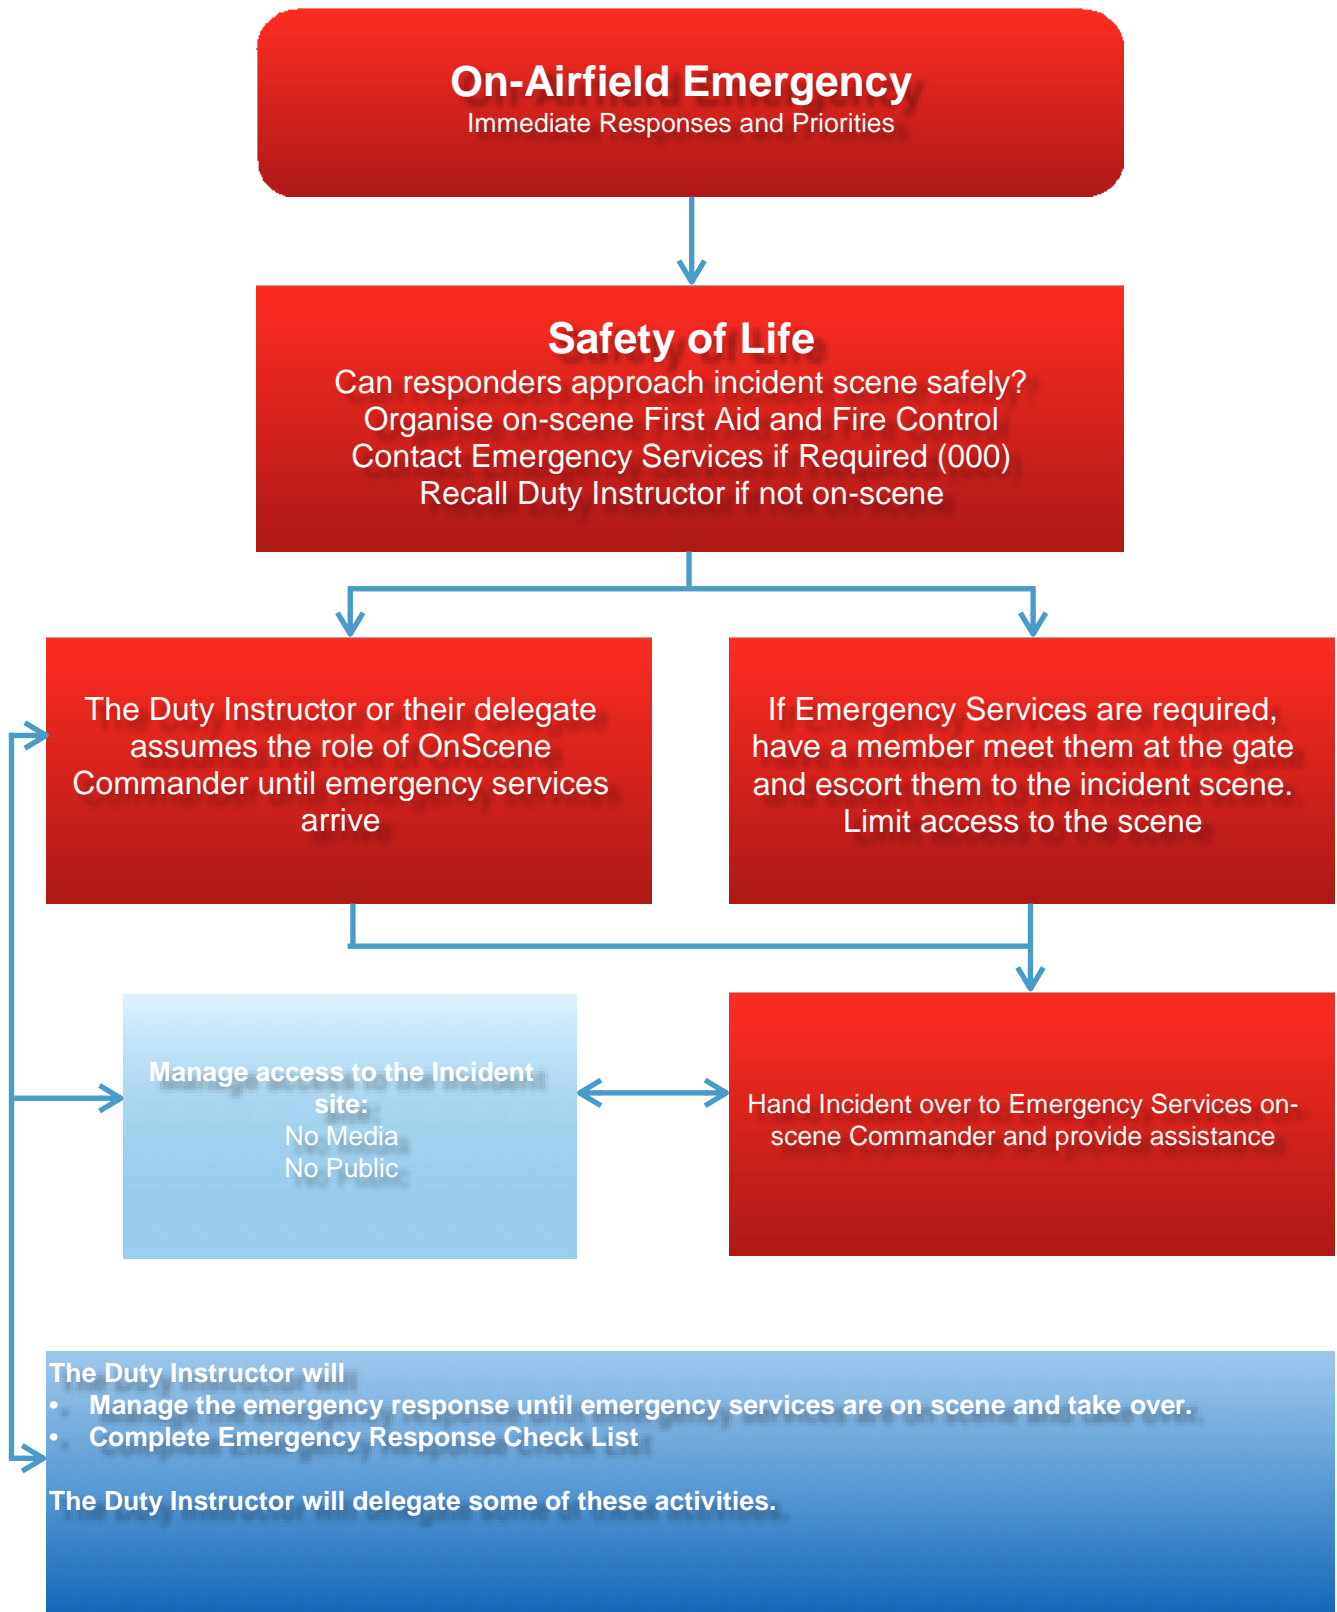 On-Airfield Emergency
Immediate Responses and Priorities
Safety of Life
Can responders approach incident scene safely?
Organise on-scene First Aid and Fire Control
Contact Emergency Services if Required (000)
Recall Duty Instructor if not on-scene
The Duty Instructor or their delegate
assumes the role of OnScene
Commander until emergency services
arrive
If Emergency Services are required,
have a member meet them at the gate
and escort them to the incident scene.
Limit access to the scene
Manage access to the Incident
site:
No Media
No Public
Hand Incident over to Emergency Services on-
scene Commander and provide assistance
The Duty Instructor will
• Manage the emergency response until emergency services are on scene and take over.
• Complete Emergency Response Check List
The Duty Instructor will delegate some of these activities.